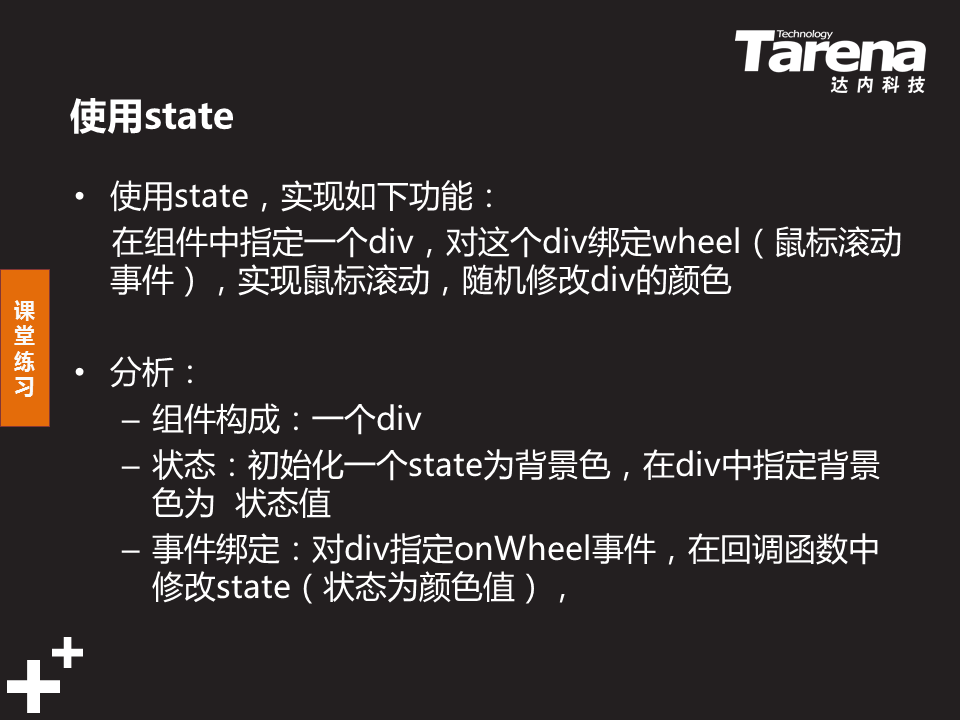 Technology
Tarena
达内科技
使用state
• 使用state，实现如下功能：
在组件中指定一个div，对这个div绑定wheel（鼠标滚动
事件），实现鼠标滚动，随机修改div的颜色
课
堂
练
习
• 分析：
– 组件构成：一个div
– 状态：初始化一个state为背景色，在div中指定背景
色为 状态值
– 事件绑定：对div指定onWheel事件，在回调函数中
修改state（状态为颜色值），